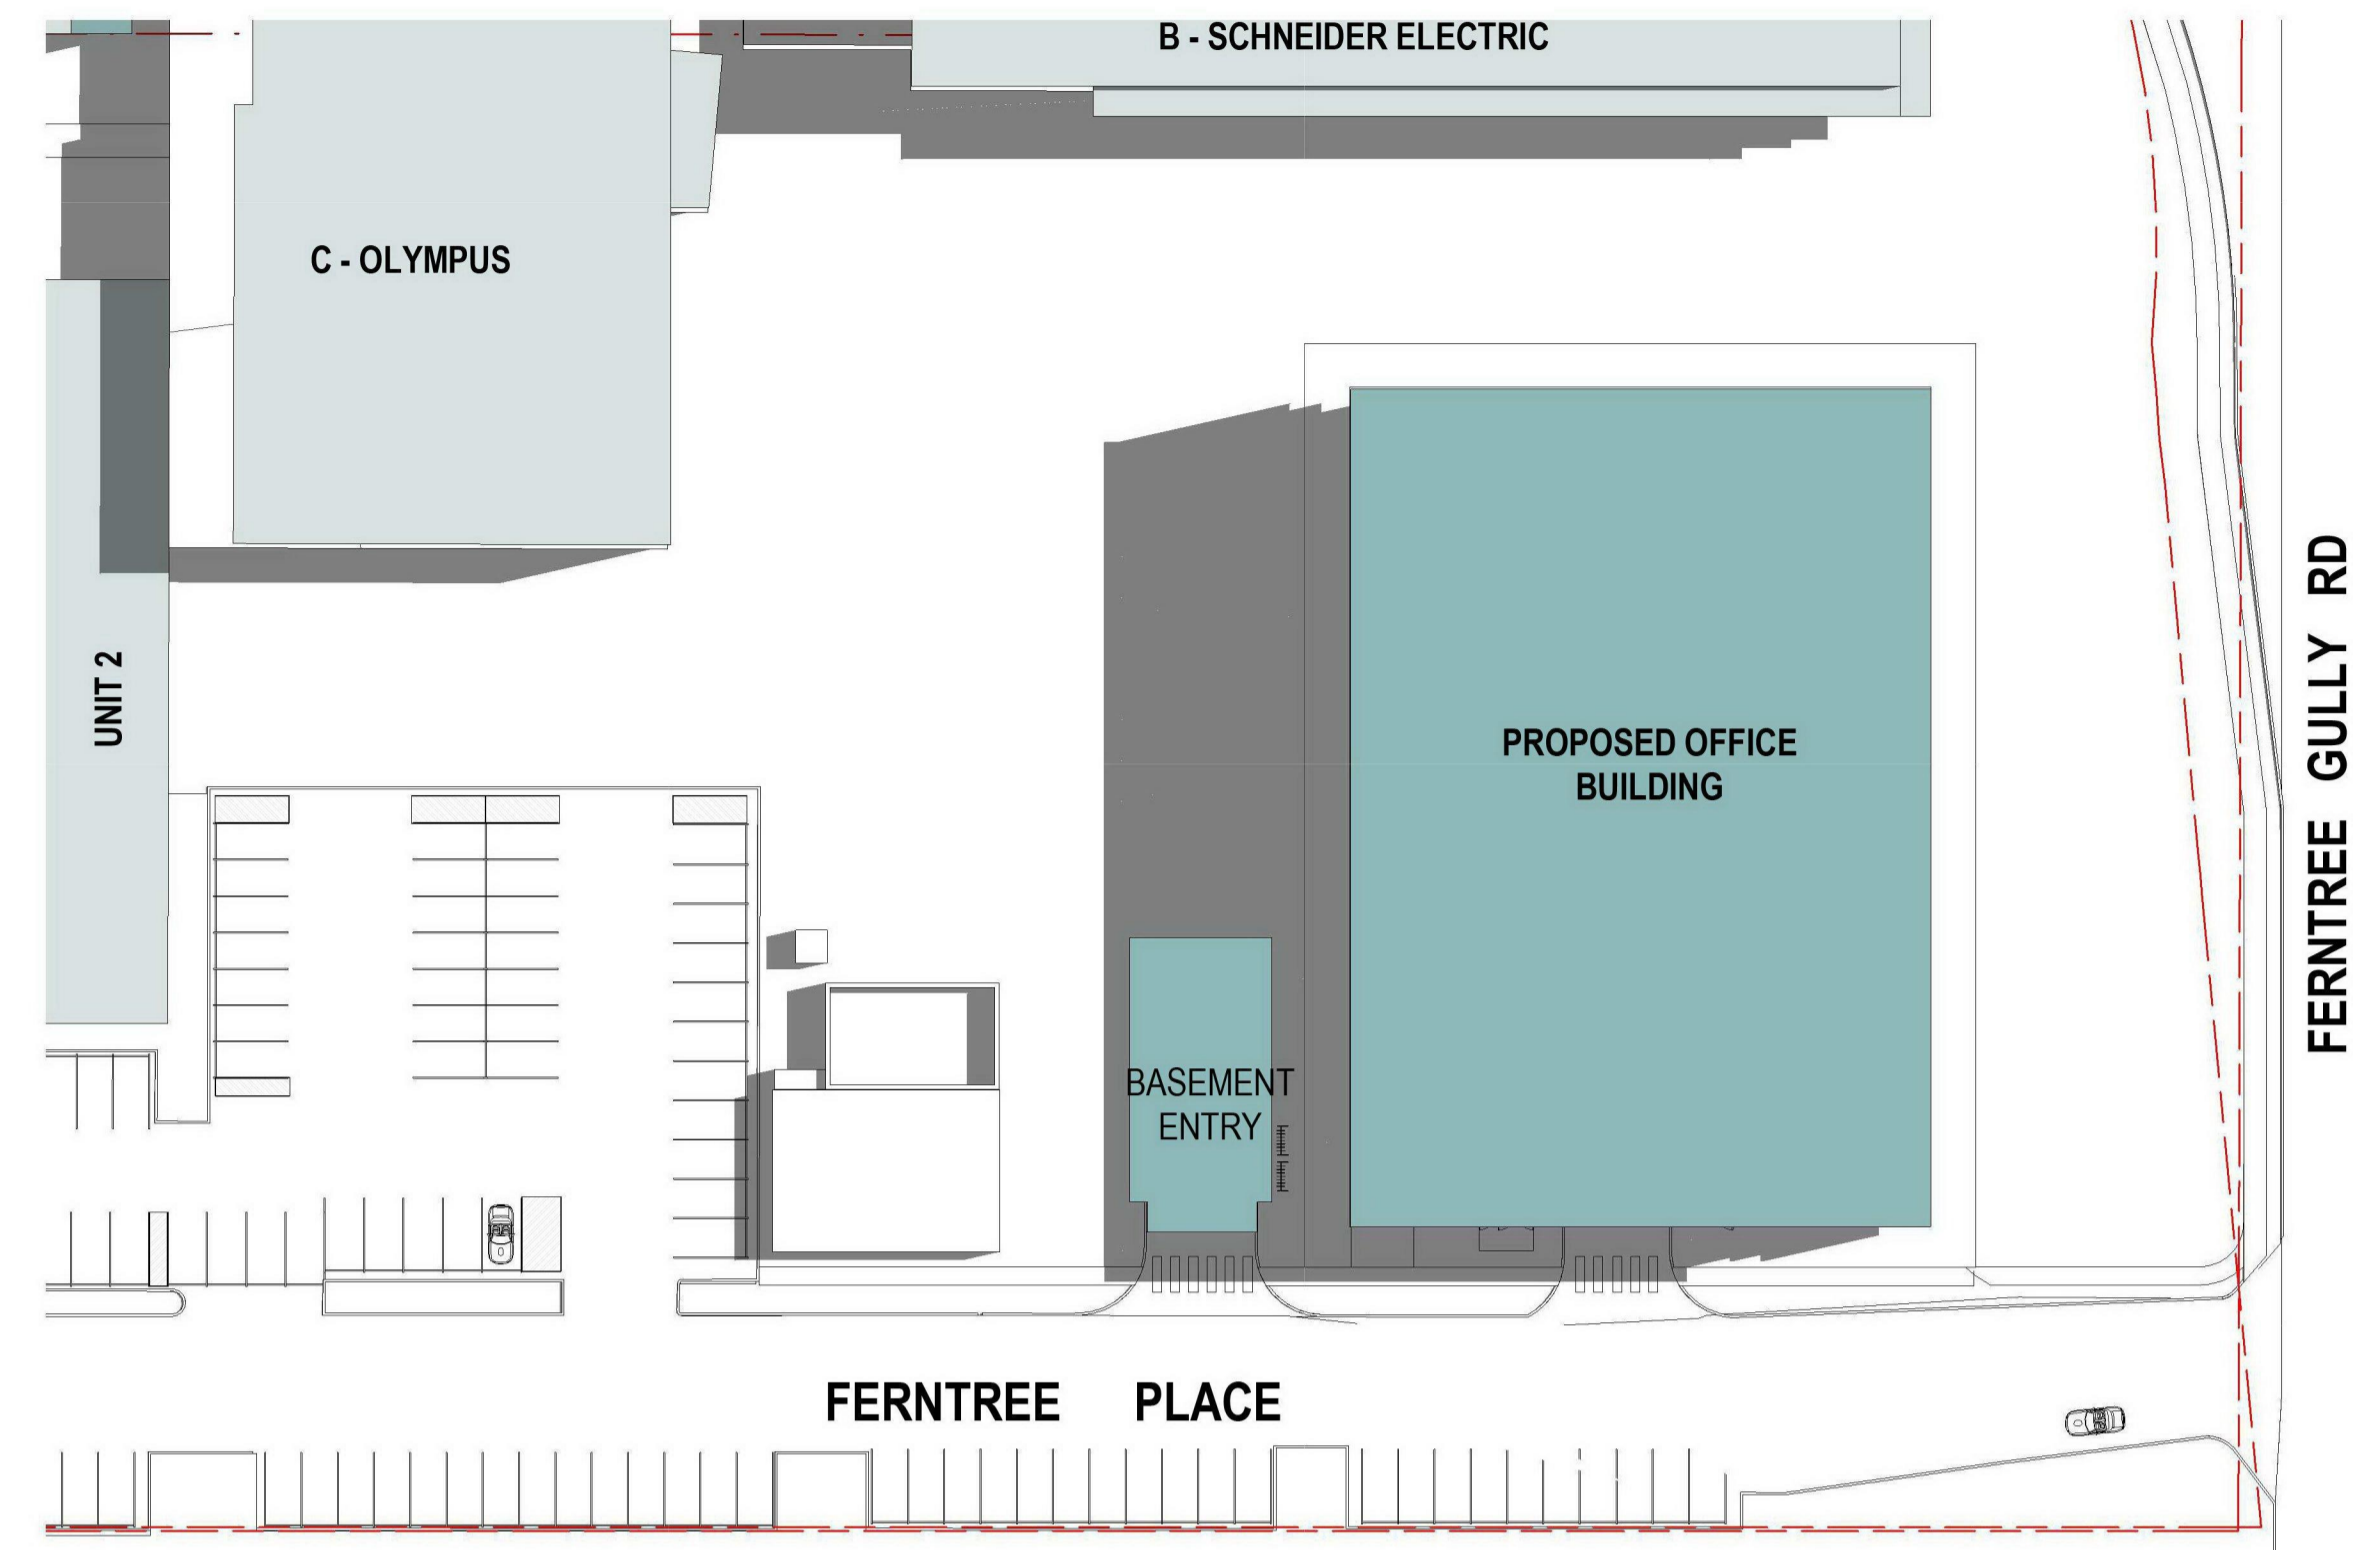 B - SCHNEIDER ELECTRIC
C - OLYMPUS
UNIT 2
PROPOSED OFFICE
BUILDING
FERNTREE GULLY RD
BASEMENT
ENTRY
FERNTREE PLACE